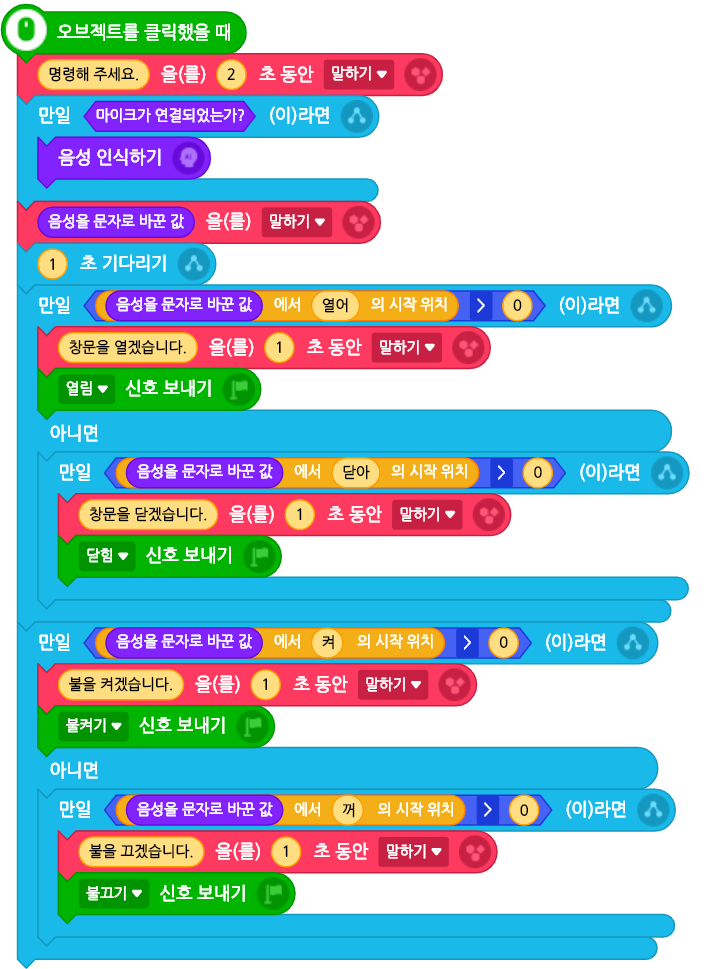 오브젝트를 클릭했을 때
명령해 주세요. 을(를) 2 초 동안 말하기
만일 마이크가 연결되었는가? (이)라면
음성 인식하기
음성을 문자로 바꾼 값 을(를) 말하기
1 초 기다리기
만일 음성을 문자로 바꾼 값 에서 열어 의 시작 위치 > 0 (이)라면
창문을 열겠습니다. 을(를) 1 초 동안 말하기
열림 신호 보내기
아니면
만일 음성을 문자로 바꾼 값 에서 닫아 의 시작 위치 > 0 (이)라면
창문을 닫겠습니다. 을(를) 1 초 동안 말하기
닫힘 신호 보내기
만일 음성을 문자로 바꾼 값 에서 켜 의 시작 위치 > 0 (이)라면
불을 켜겠습니다. 을(를) 1 초 동안 말하기
불켜기 신호 보내기
아니면
만일 음성을 문자로 바꾼 값 에서 꺼 의 시작 위치 > 0 (이)라면
불을 끄겠습니다. 을(를) 1 초 동안 말하기
불끄기 신호 보내기